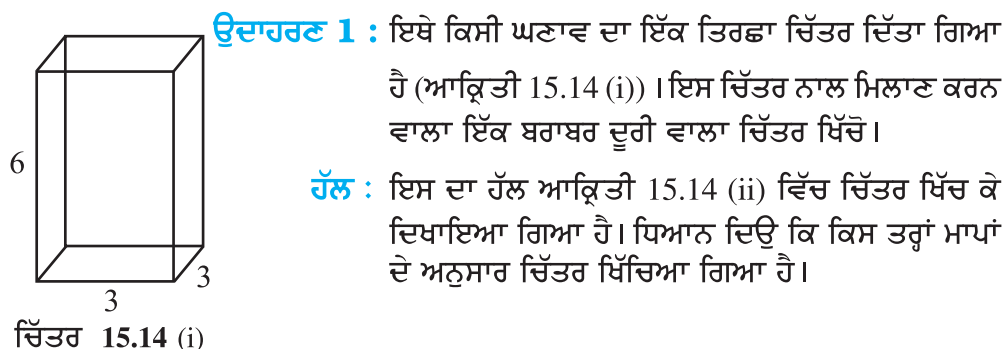 ਉਦਾਹਰਣ 1 : ਇਥੇ ਕਿਸੀ ਘਣਾਵ ਦਾ ਇੱਕ ਤਿਰਛਾ ਚਿੱਤਰ ਦਿੱਤਾ ਗਿਆ
ਹੈ (ਆਕ੍ਰਿਤੀ 15.14 (i)) । ਇਸ ਚਿੱਤਰ ਨਾਲ ਮਿਲਾਣ ਕਰਨ
ਵਾਲਾ ਇੱਕ ਬਰਾਬਰ ਦੂਰੀ ਵਾਲਾ ਚਿੱਤਰ ਖਿੱਚੋ।
ਹੱਲ : ਇਸ ਦਾ ਹੱਲ ਆਕ੍ਰਿਤੀ 15.14 (ii) ਵਿੱਚ ਚਿੱਤਰ ਖਿੱਚ ਕੇ
ਦਿਖਾਇਆ ਗਿਆ ਹੈ। ਧਿਆਨ ਦਿਉ ਕਿ ਕਿਸ ਤਰ੍ਹਾਂ ਮਾਪਾਂ
ਦੇ ਅਨੁਸਾਰ ਚਿੱਤਰ ਖਿੱਚਿਆ ਗਿਆ ਹੈ।
6
3
3
ਚਿੱਤਰ 15.14 (i)